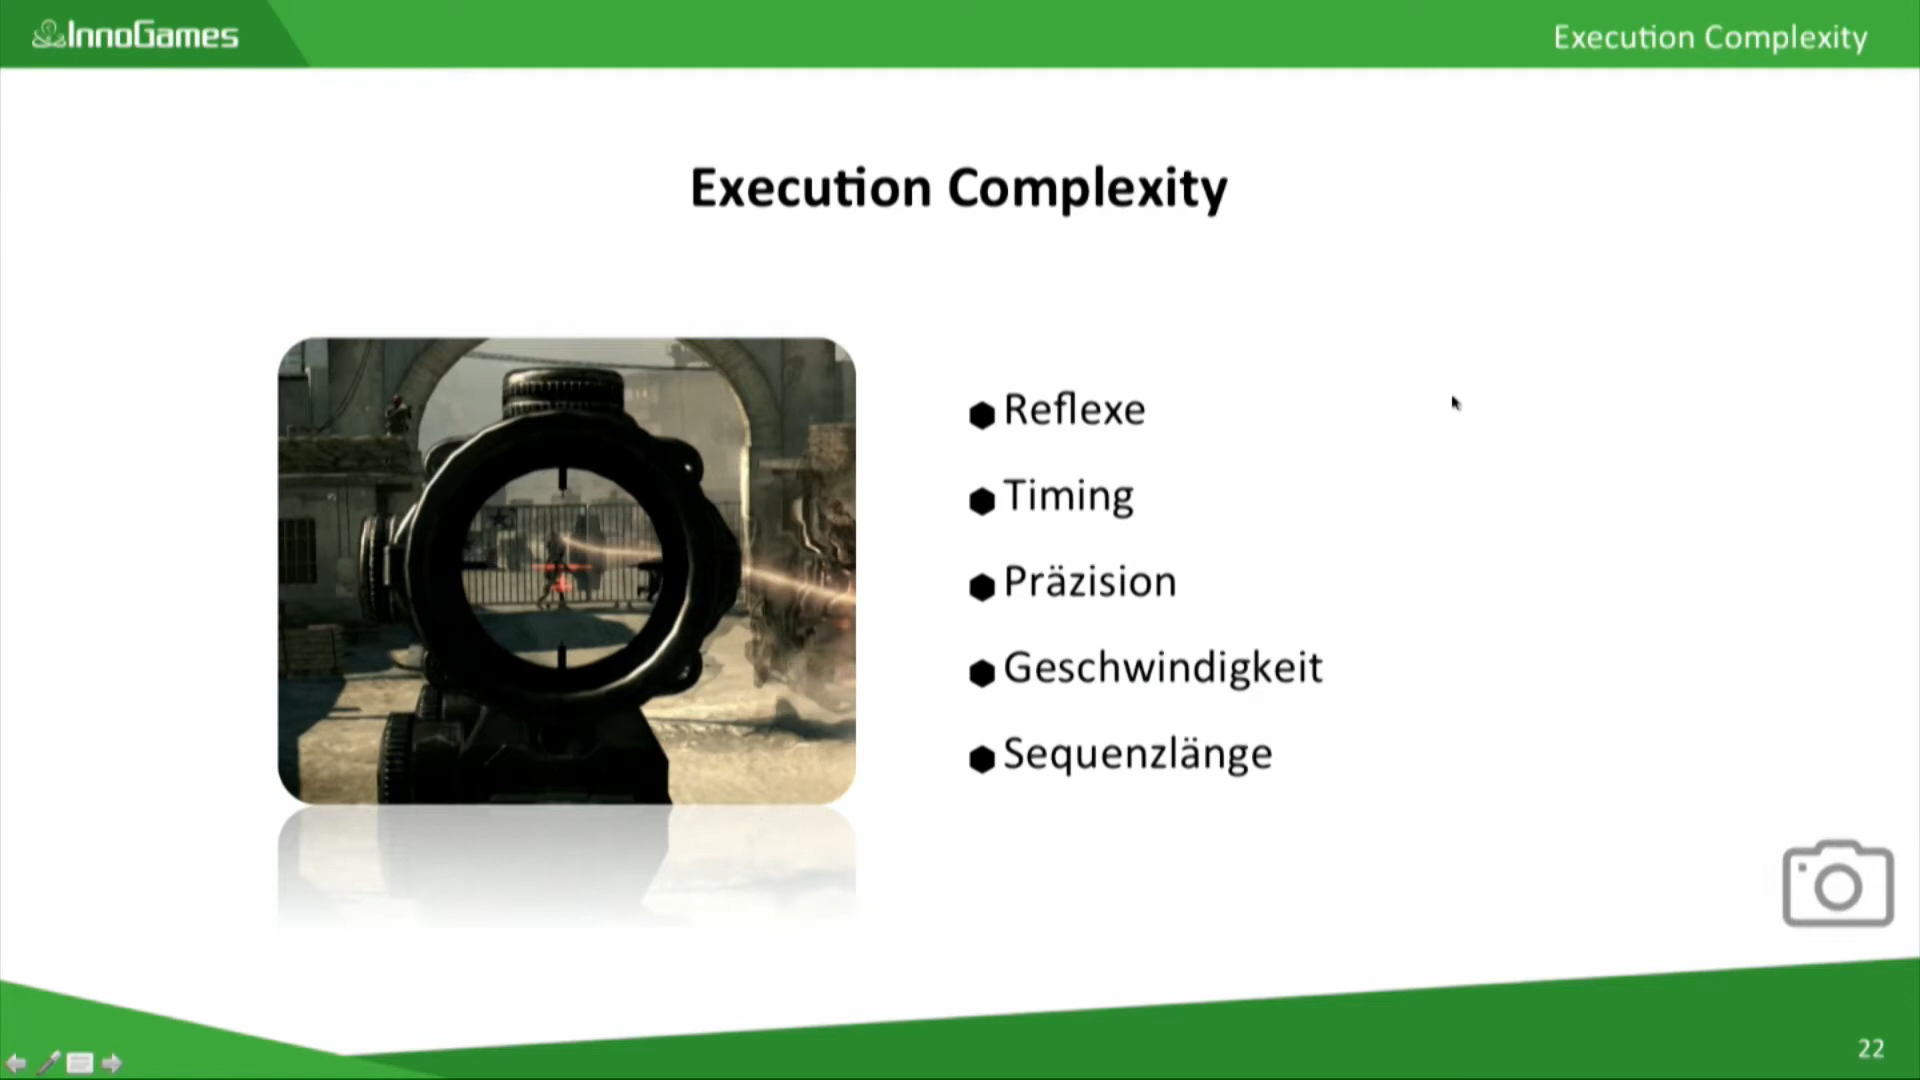 InnoGames
Execution Complexity
Execution Complexity
Reflexe
Timing
Präzision
Geschwindigkeit
Sequenzlänge
22